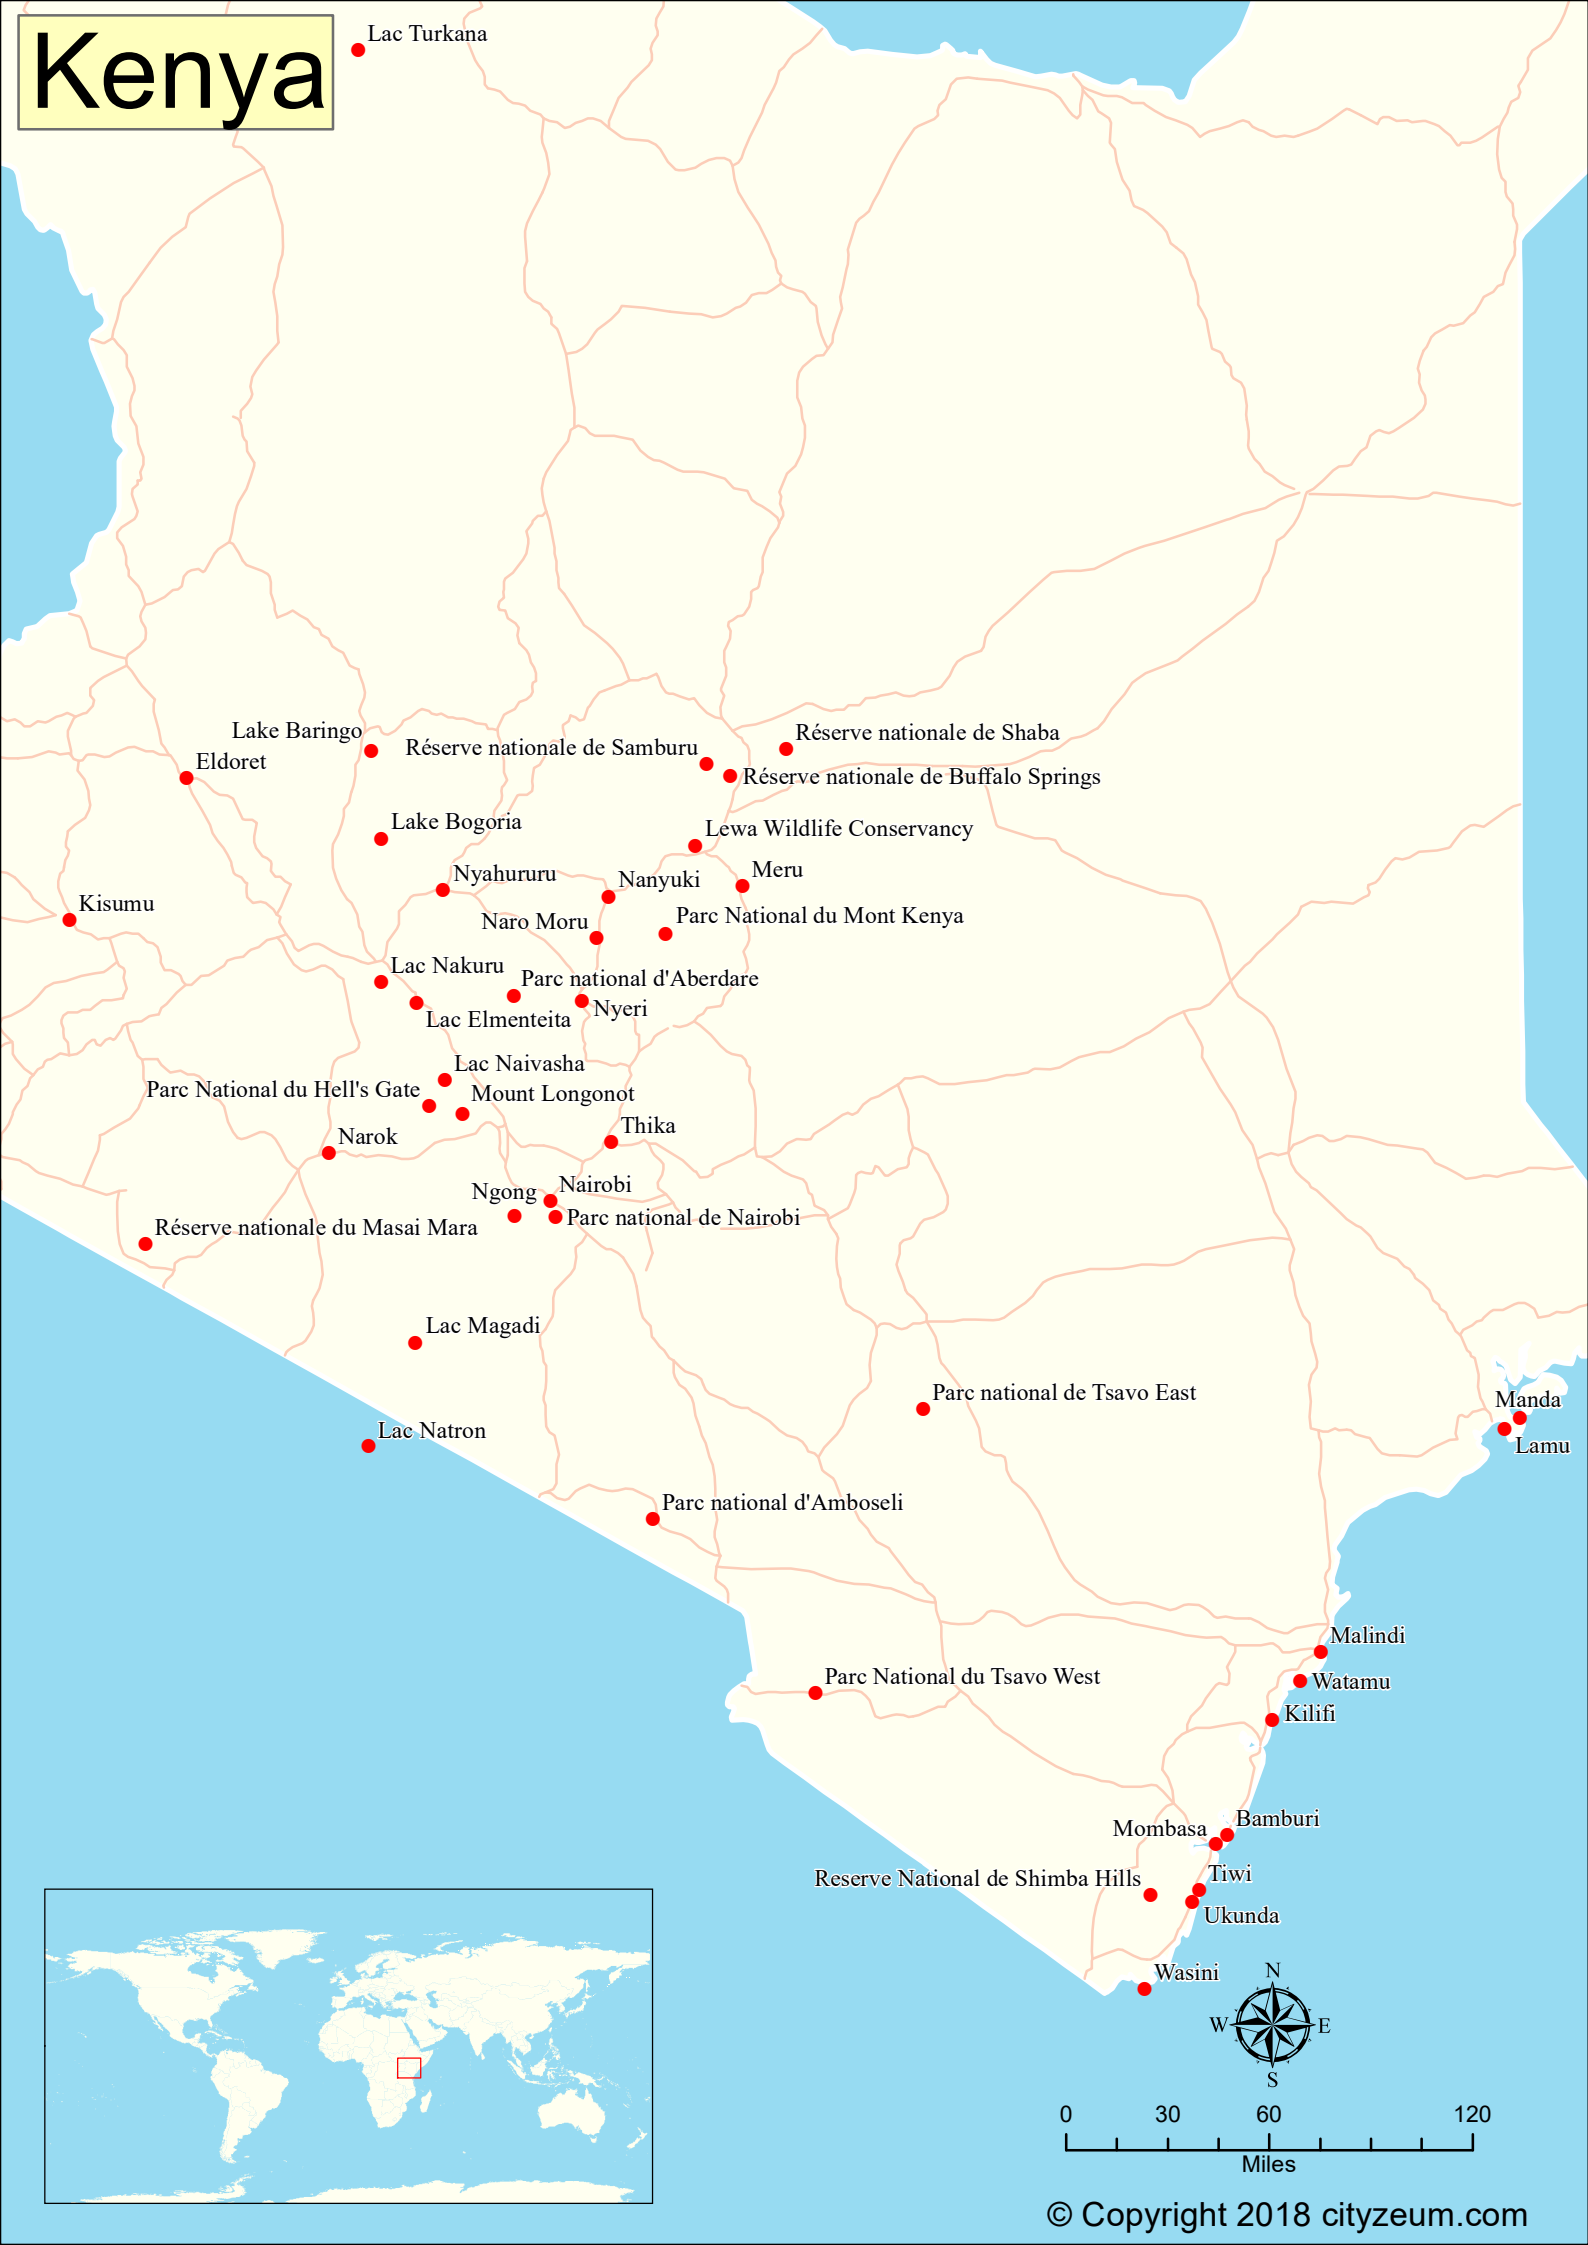 Kenya
Lac Turkana
Lake Baringo
Réserve nationale de Shaba
Réserve nationale de Samburu
Eldoret
Réserve nationale de Buffalo Springs
Lake Bogoria
Lewa Wildlife Conservancy
Nyahururu
Nanyuki
Meru
Kisumu
Naro Moru
Parc National du Mont Kenya
Lac Nakuru
Parc national d'Aberdare
Lac Elmenteita
Nyeri
Lac Naivasha
Parc National du Hell's Gate
Mount Longonot
Thika
Narok
Ngong
Nairobi
Parc national de Nairobi
Réserve nationale du Masai Mara
Lac Magadi
Parc national de Tsavo East
Manda
Lac Natron
Lamu
Parc national d'Amboseli
Malindi
Parc National du Tsavo West
Watamu
Kilifi
Bamburi
Mombasa
Reserve National de Shimba Hills
Tiwi
Ukunda
Wasini
N
W
E
S
0 30 60 120
Miles
© Copyright 2018 cityzeum.com